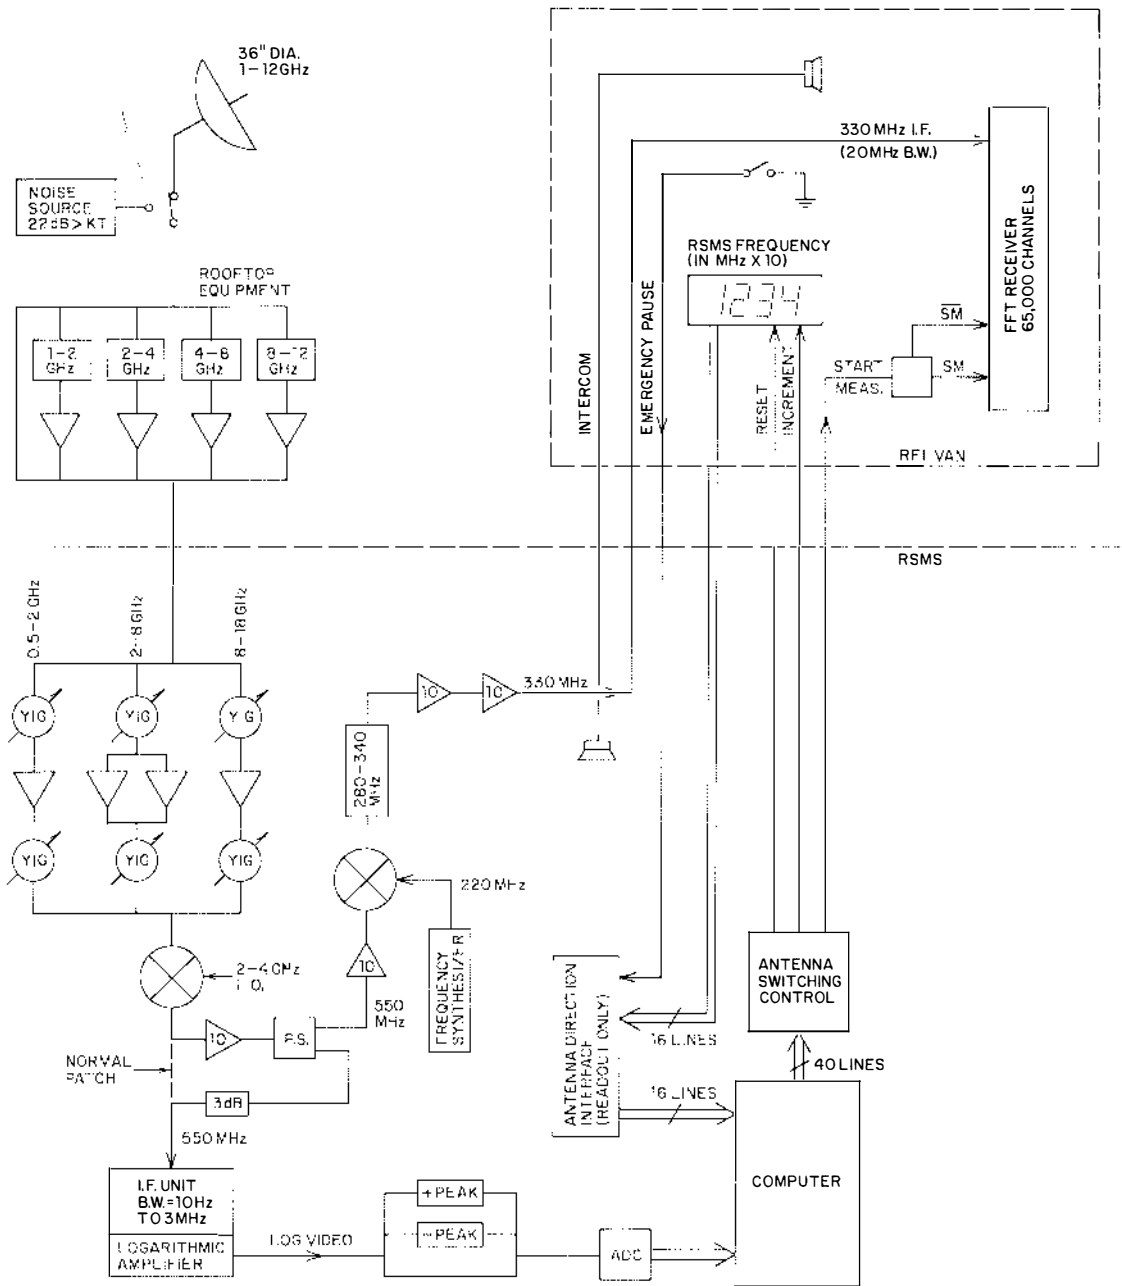 36" DIA.
1-12GHz
NOISE
SOURCE
22dB > KT
ROOFTOP
EQUIPMENT
1-2
GHz
2-4
GHz
4-8
GHz
8-12
GHz
330 MHz I.F.
(20MHz B.W.)
RSMS FREQUENCY
(IN MHz X 10)
1234
INTERCOM
EMERGENCY PAUSE
RESET
INCREMENT
START
MEAS.
SM
SM
FFT RECEIVER
65,000 CHANNELS
RFI VAN
RSMS
0.5-2 GHz
2-8 GHz
8-18 GHz
YIG
YIG
YIG
YIG
YIG
YIG
10
10
330 MHz
280-340
MHz
220 MHz
FREQUENCY
SYNTHESIZER
10
550
MHz
2-4 GHz
L.O.
10
P.S.
NORMAL
PATCH
3dB
550 MHz
I.F. UNIT
B.W.=10Hz
TO 3MHz
LOGARITHMIC
AMPLIFIER
LOG VIDEO
+PEAK
-PEAK
ADC
ANTENNA DIRECTION
INTERFACE
(READOUT ONLY)
16 LINES
16 LINES
ANTENNA
SWITCHING
CONTROL
40 LINES
COMPUTER